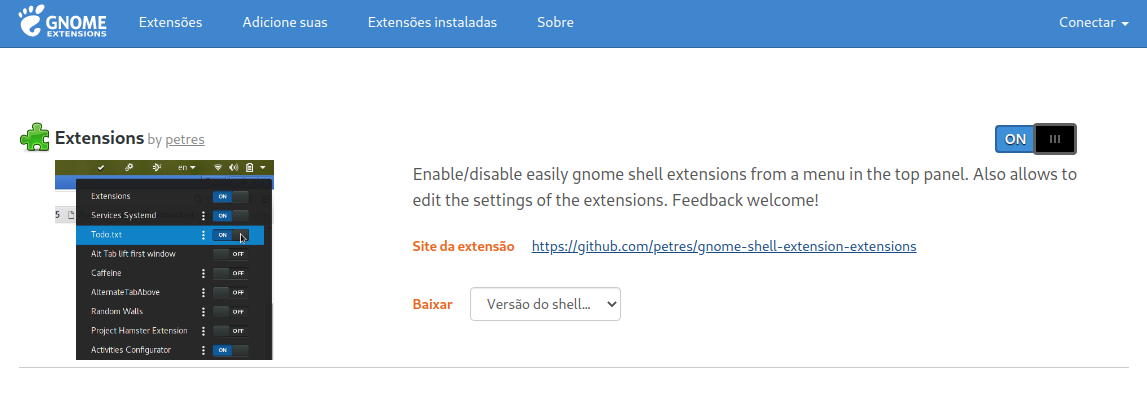 GNOME
EXTENSIONS
Extensões
Adicione suas
Extensões instaladas
Sobre
Conectar
Extensions by petres
ON
en
Extensions ON
5
Services Systemd ON
Todo.txt ON
Alt Tab lift first window OFF
Caffeine OFF
AlternateTabAbove OFF
Random Walls OFF
Project Hamster Extension OFF
Activities Configurator ON
Enable/disable easily gnome shell extensions from a menu in the top panel. Also allows to
edit the settings of the extensions. Feedback welcome!
Site da extensão https://github.com/petres/gnome-shell-extension-extensions
Baixar Versão do shell...